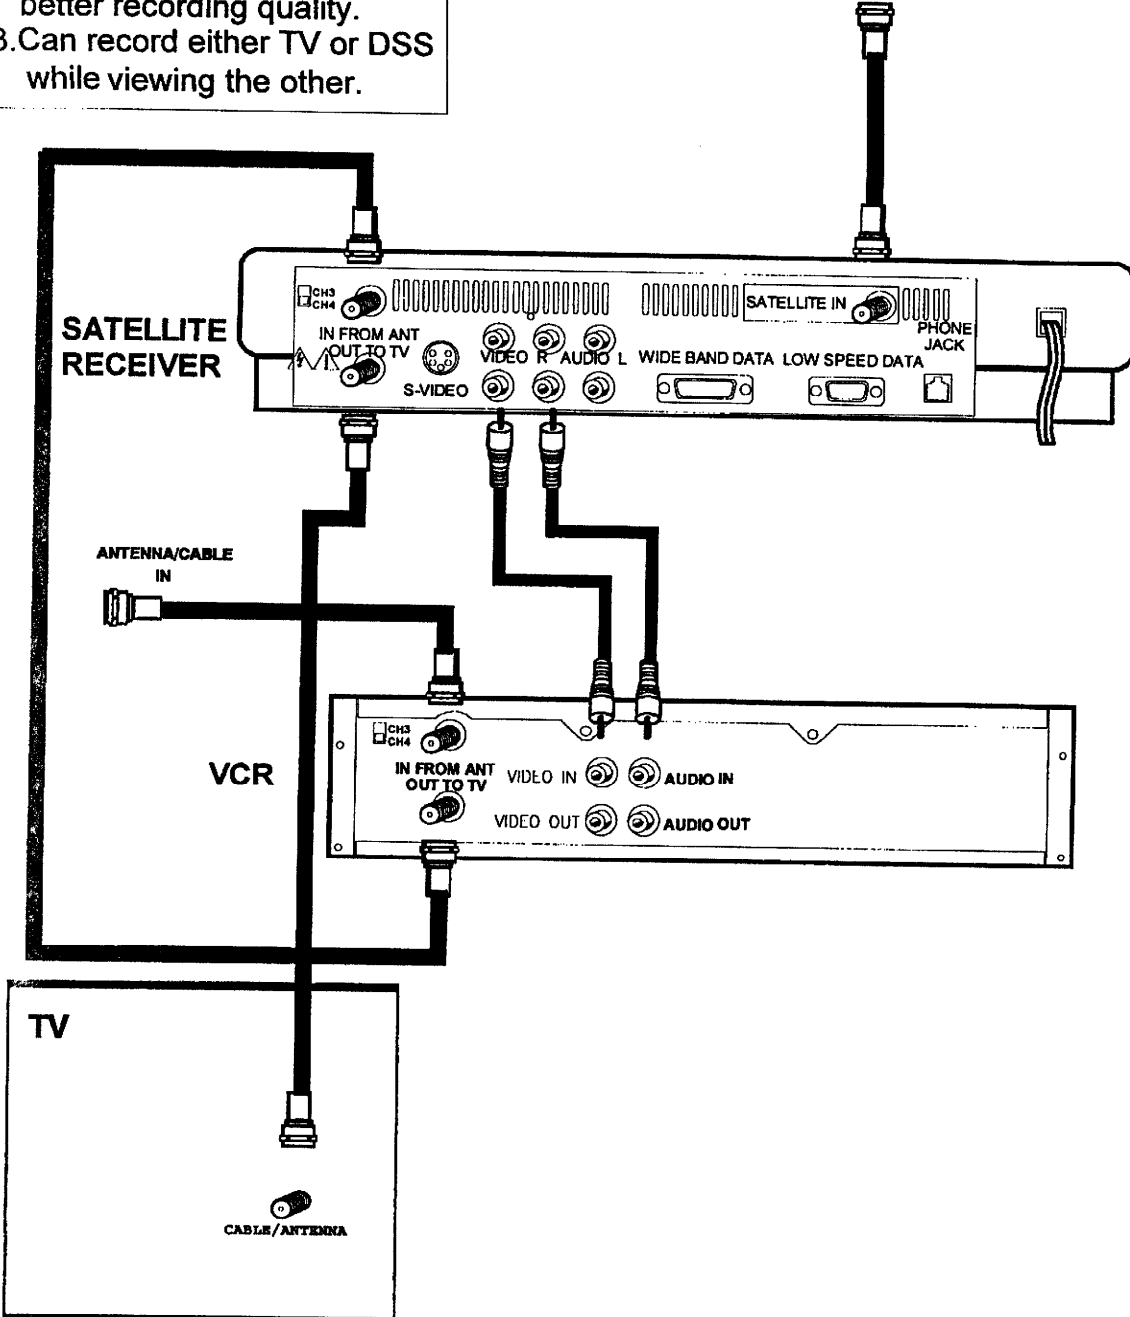 better recording quality.
3.Can record either TV or DSS
while viewing the other.
CH3
CH4
SATELLITE IN
PHONE
JACK
IN FROM ANT
OUT TO TV
SATELLITE
RECEIVER
VIDEO R AUDIO L WIDE BAND DATA LOW SPEED DATA
S-VIDEO
ANTENNA/CABLE
IN
CH3
CH4
VCR
IN FROM ANT
OUT TO TV
VIDEO IN AUDIO IN
VIDEO OUT AUDIO OUT
TV
CABLE/ANTENNA